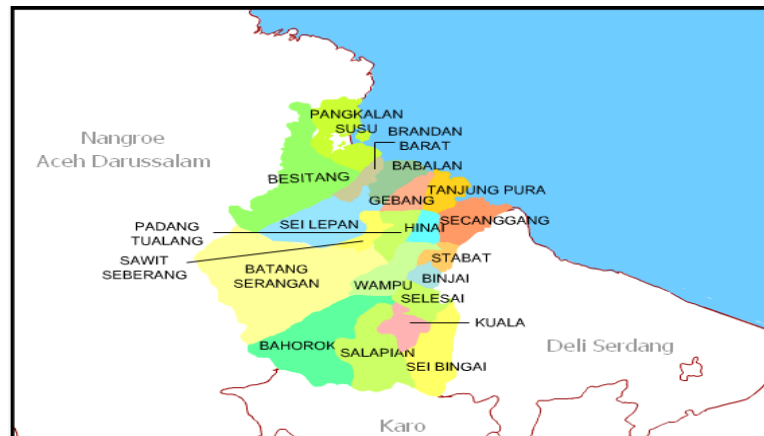 PANGKALAN
SUSU
BRANDAN
BARAT
Nangroe
Aceh Darussalam
BABALAN
BESITANG
TANJUNG PURA
GEBANG
SECANGGANG
PADANG
TUALANG
SEI LEPAN
HINAI
SAWIT
SEBERANG
STABAT
BATANG
SERANGAN
BINJAI
WAMPU
SELESAI
KUALA
BAHOROK
SALAPIAN
Deli Serdang
SEI BINGAI
Karo